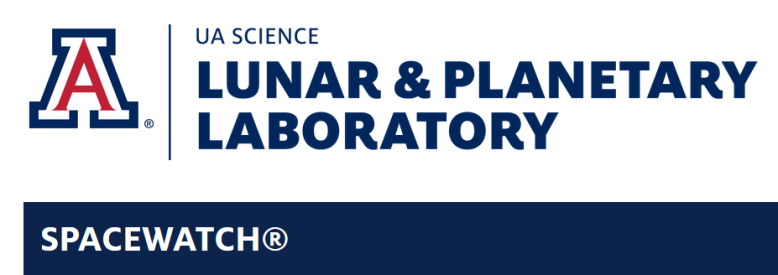 UA SCIENCE
LUNAR & PLANETARY
LABORATORY
A®
SPACEWATCH®